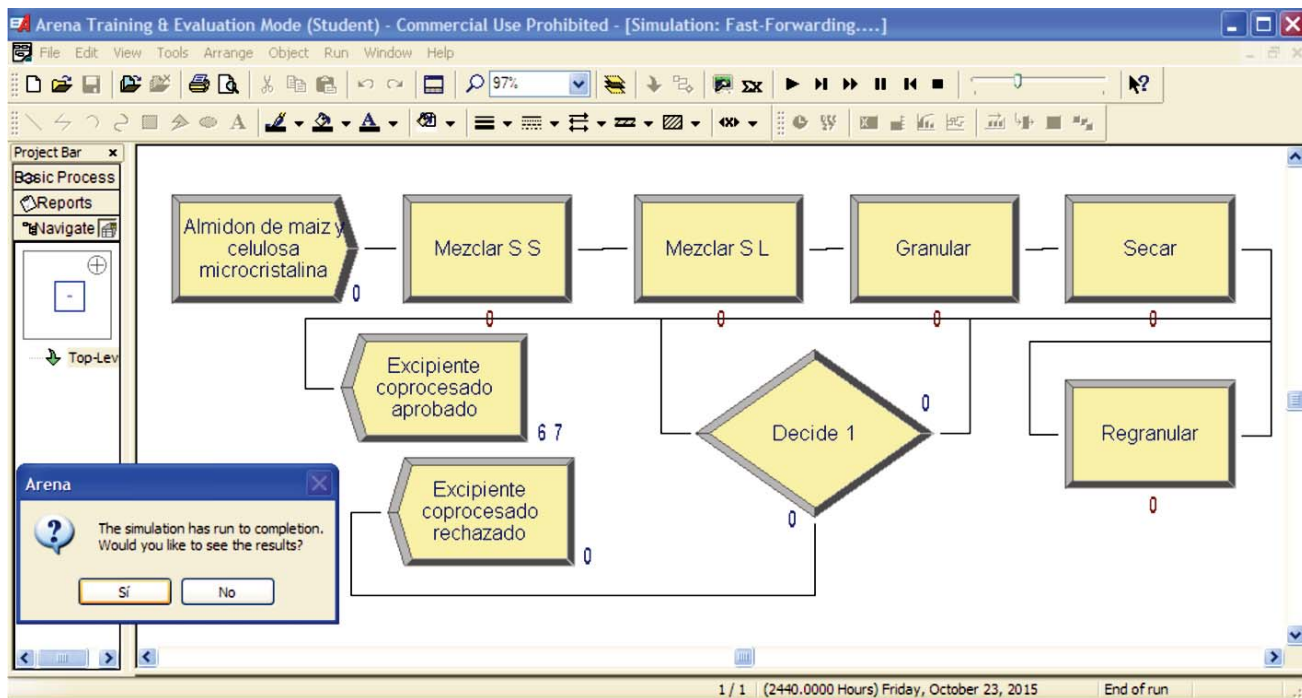 Arena Training & Evaluation Mode (Student) - Commercial Use Prohibited - [Simulation: Fast-Forwarding....]
File Edit View Tools Arrange Object Run Window Help
97%
Project Bar
Basic Process
Reports
Navigate
Top-Lev
Almidon de maiz y
celulosa
microcristalina
0
Mezclar S S
0
Mezclar S L
0
Granular
0
Secar
0
Excipiente
coprocesado
aprobado
6 7
Decide 1
0
0
Regranular
0
Excipiente
coprocesado
rechazado
0
Arena
The simulation has run to completion.
Would you like to see the results?
Sí
No
1 / 1 (2440.0000 Hours) Friday, October 23, 2015 End of run